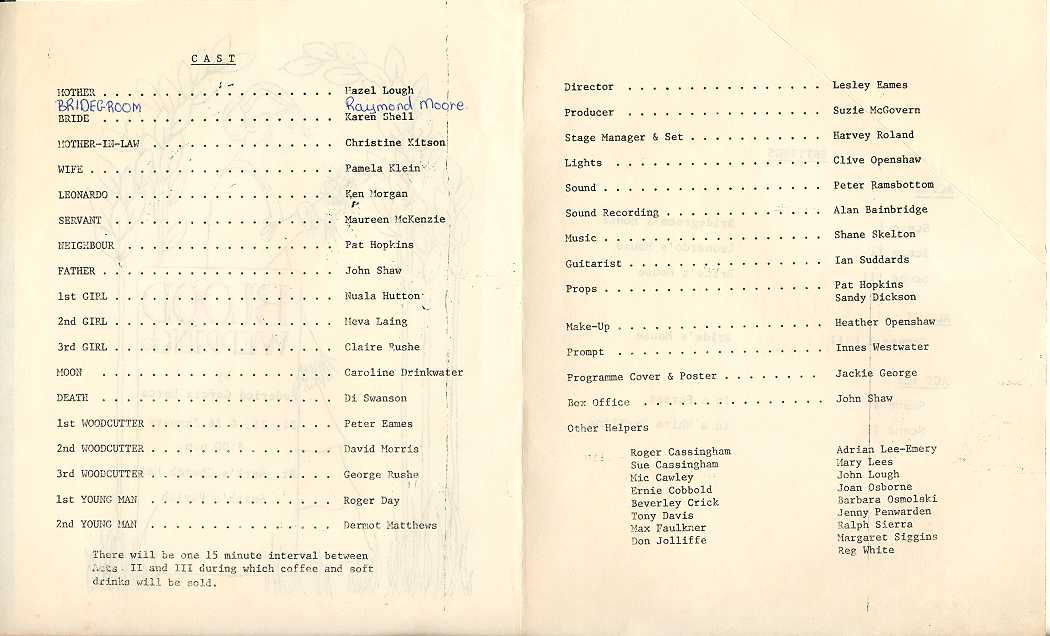 CAST
MOTHER . . . . . . . . . . . . . . . . . . Hazel Lough
BRIDEGROOM Raymond Moore
BRIDE . . . . . . . . . . . . . . . . . . Karen Shell
MOTHER-IN-LAW . . . . . . . . . . . . . . Christine Kitson
WIFE . . . . . . . . . . . . . . . . . . . Pamela Klein
LEONARDO . . . . . . . . . . . . . . . . . Ken Morgan
SERVANT . . . . . . . . . . . . . . . . . Maureen McKenzie
NEIGHBOUR . . . . . . . . . . . . . . . . Pat Hopkins
FATHER . . . . . . . . . . . . . . . . . . John Shaw
1st GIRL . . . . . . . . . . . . . . . . . Nuala Hutton
2nd GIRL . . . . . . . . . . . . . . . . . Meva Laing
3rd GIRL . . . . . . . . . . . . . . . . . Claire Rushe
MOON . . . . . . . . . . . . . . . . . . Caroline Drinkwater
DEATH . . . . . . . . . . . . . . . . . . Di Swanson
1st WOODCUTTER . . . . . . . . . . . . . . Peter Eames
2nd WOODCUTTER . . . . . . . . . . . . . . David Morris
3rd WOODCUTTER . . . . . . . . . . . . . . George Rushe
1st YOUNG MAN . . . . . . . . . . . . . . Roger Day
2nd YOUNG MAN . . . . . . . . . . . . . . Dermot Matthews
There will be one 15 minute interval between
Acts II and III during which coffee and soft
drinks will be sold.
Director . . . . . . . . . . . . . . . . Lesley Eames
Producer . . . . . . . . . . . . . . . . Suzie McGovern
Stage Manager & Set . . . . . . . . . . . Harvey Roland
Lights . . . . . . . . . . . . . . . . . Clive Openshaw
Sound . . . . . . . . . . . . . . . . . . Peter Ramsbottom
Sound Recording . . . . . . . . . . . . . Alan Bainbridge
Music . . . . . . . . . . . . . . . . . . Shane Skelton
Guitarist . . . . . . . . . . . . . . . . Ian Suddards
Props . . . . . . . . . . . . . . . . . . Pat Hopkins
Sandy Dickson
Make-Up . . . . . . . . . . . . . . . . . Heather Openshaw
Prompt . . . . . . . . . . . . . . . . . Innes Westwater
Programme Cover & Poster . . . . . . . . Jackie George
Box Office . . . . . . . . . . . . . . . John Shaw
Other Helpers
Roger Cassingham
Sue Cassingham
Mic Cawley
Ernie Cobbold
Beverley Crick
Tony Davis
Max Faulkner
Don Jolliffe
Adrian Lee-Emery
Mary Lees
John Lough
Joan Osborne
Barbara Osmolski
Jenny Penwarden
Ralph Sierra
Margaret Siggins
Reg White